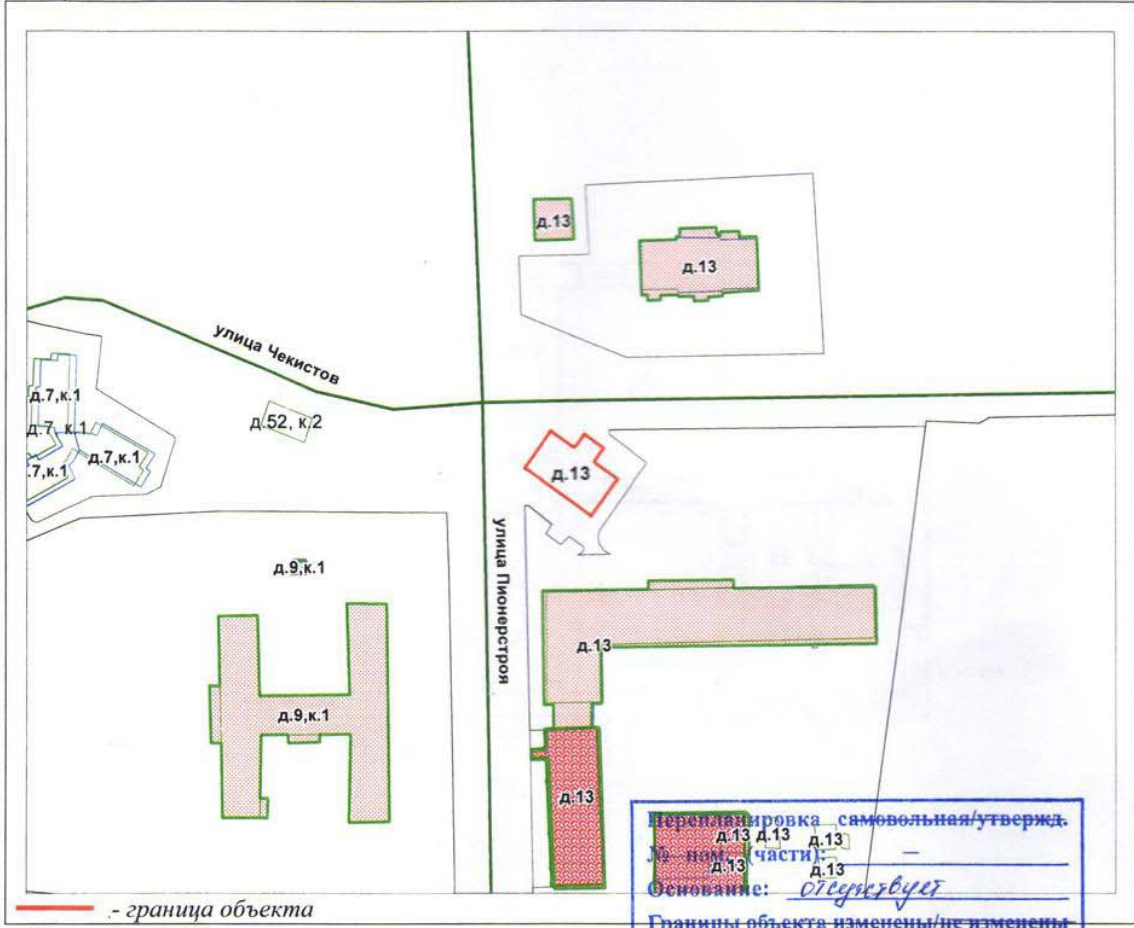 д.13
д.13
улица Чекистов
д.7,к.1
д.52, к.2
д.7 к.1
д.7,к.1
.7,к.1
д.13
улица Пионерстроя
д.9,к.1
д.13
д.9,к.1
д.13
Перепланировка самовольная/утвержд.
д.13 д.13 д.13
№ пом. (части): –
д.13 д.13
Основание: отсутствует
Границы объекта изменены/не изменены
- граница объекта